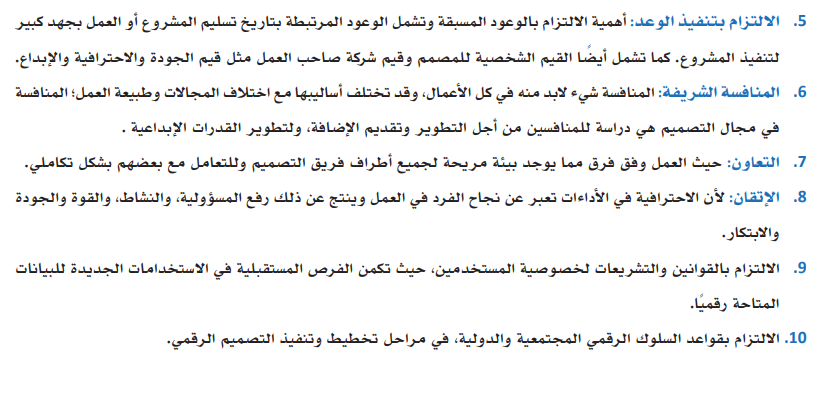 5. الالتزام بتنفيذ الوعد: أهمية الالتزام بالوعود المسبقة وتشمل الوعود المرتبطة بتاريخ تسليم المشروع أو العمل بجهد كبير
لتنفيذ المشروع. كما تشمل أيضًا القيم الشخصية للمصمم وقيم شركة صاحب العمل مثل قيم الجودة والاحترافية والإبداع.
6. المنافسة الشريفة: المنافسة شيء لابد منه في كل الأعمال، وقد تختلف أساليبها مع اختلاف المجالات وطبيعة العمل؛ المنافسة
في مجال التصميم هي دراسة للمنافسين من أجل التطوير وتقديم الإضافة، ولتطوير القدرات الإبداعية .
7. التعاون: حيث العمل وفق فرق مما يوجد بيئة مريحة لجميع أطراف فريق التصميم وللتعامل مع بعضهم بشكل تكاملي.
8. الإتقان: لأن الاحترافية في الأداءات تعبر عن نجاح الفرد في العمل وينتج عن ذلك رفع المسؤولية، والنشاط، والقوة والجودة
والابتكار.
9. الالتزام بالقوانين والتشريعات لخصوصية المستخدمين، حيث تكمن الفرص المستقبلية في الاستخدامات الجديدة للبيانات
المتاحة رقميًا.
10. الالتزام بقواعد السلوك الرقمي المجتمعية والدولية، في مراحل تخطيط وتنفيذ التصميم الرقمي.